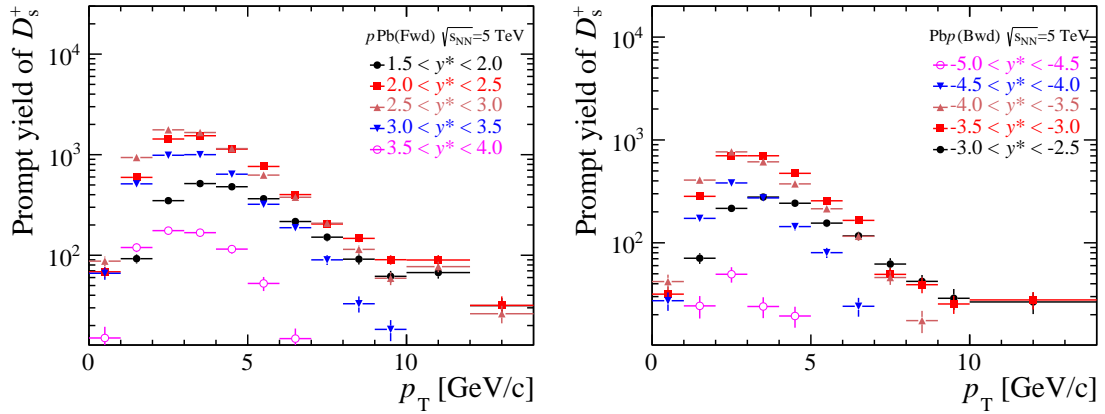 Prompt yield of D_s^+
10^4
10^3
10^2
pPb(Fwd) √s_NN=5 TeV
1.5 < y* < 2.0
2.0 < y* < 2.5
2.5 < y* < 3.0
3.0 < y* < 3.5
3.5 < y* < 4.0
0 5 10
p_T [GeV/c]
Prompt yield of D_s^+
10^4
10^3
10^2
Pbp(Bwd) √s_NN=5 TeV
-5.0 < y* < -4.5
-4.5 < y* < -4.0
-4.0 < y* < -3.5
-3.5 < y* < -3.0
-3.0 < y* < -2.5
0 5 10
p_T [GeV/c]